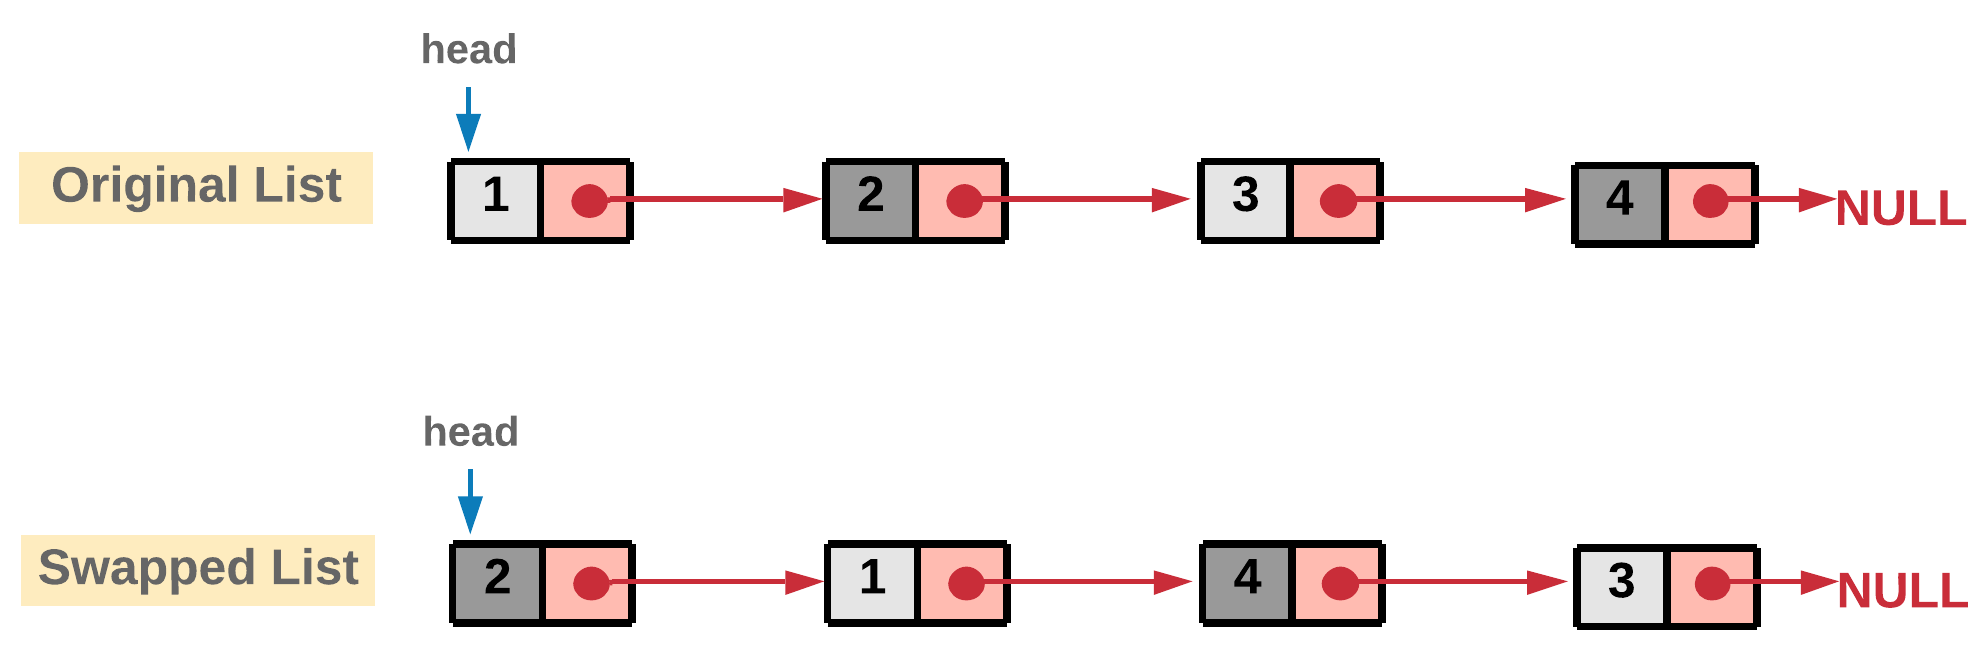 head
Original List 1 2 3 4 NULL
head
Swapped List 2 1 4 3 NULL